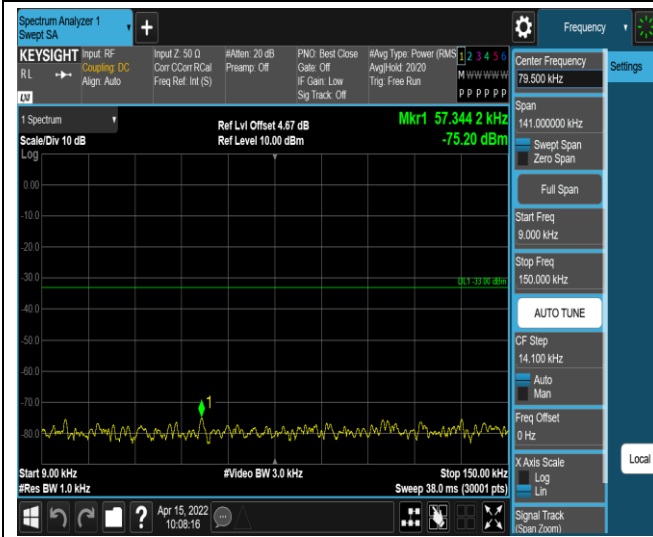 Spectrum Analyzer 1
Swept SA
+
Frequency
KEYSIGHT
RL
LXI
Input: RF
Coupling: DC
Align: Auto
Input Z: 50 Ω
Corr CCorr RCal
Freq Ref: Int (S)
#Atten: 20 dB
Preamp: Off
PNO: Best Close
Gate: Off
IF Gain: Low
Sig Track: Off
#Avg Type: Power (RMS
Avg|Hold: 20/20
Trig: Free Run
1 2 3 4 5 6
M W W W W W
P P P P P P
Center Frequency
79.500 kHz
Settings
Span
141.000000 kHz
Swept Span
Zero Span
Full Span
Start Freq
9.000 kHz
Stop Freq
150.000 kHz
AUTO TUNE
CF Step
14.100 kHz
Auto
Man
Freq Offset
0 Hz
X Axis Scale
Log
Lin
Local
Signal Track
(Span Zoom)
1 Spectrum
Scale/Div 10 dB
Log
Ref Lvl Offset 4.67 dB
Ref Level 10.00 dBm
Mkr1 57.344 2 kHz
-75.20 dBm
0.00
-10.0
-20.0
-30.0
DL1 -33.00 dBm
-40.0
-50.0
-60.0
-70.0
1
-80.0
Start 9.00 kHz
#Video BW 3.0 kHz
Stop 150.00 kHz
#Res BW 1.0 kHz
Sweep 38.0 ms (30001 pts)
?
Apr 15, 2022
10:08:16